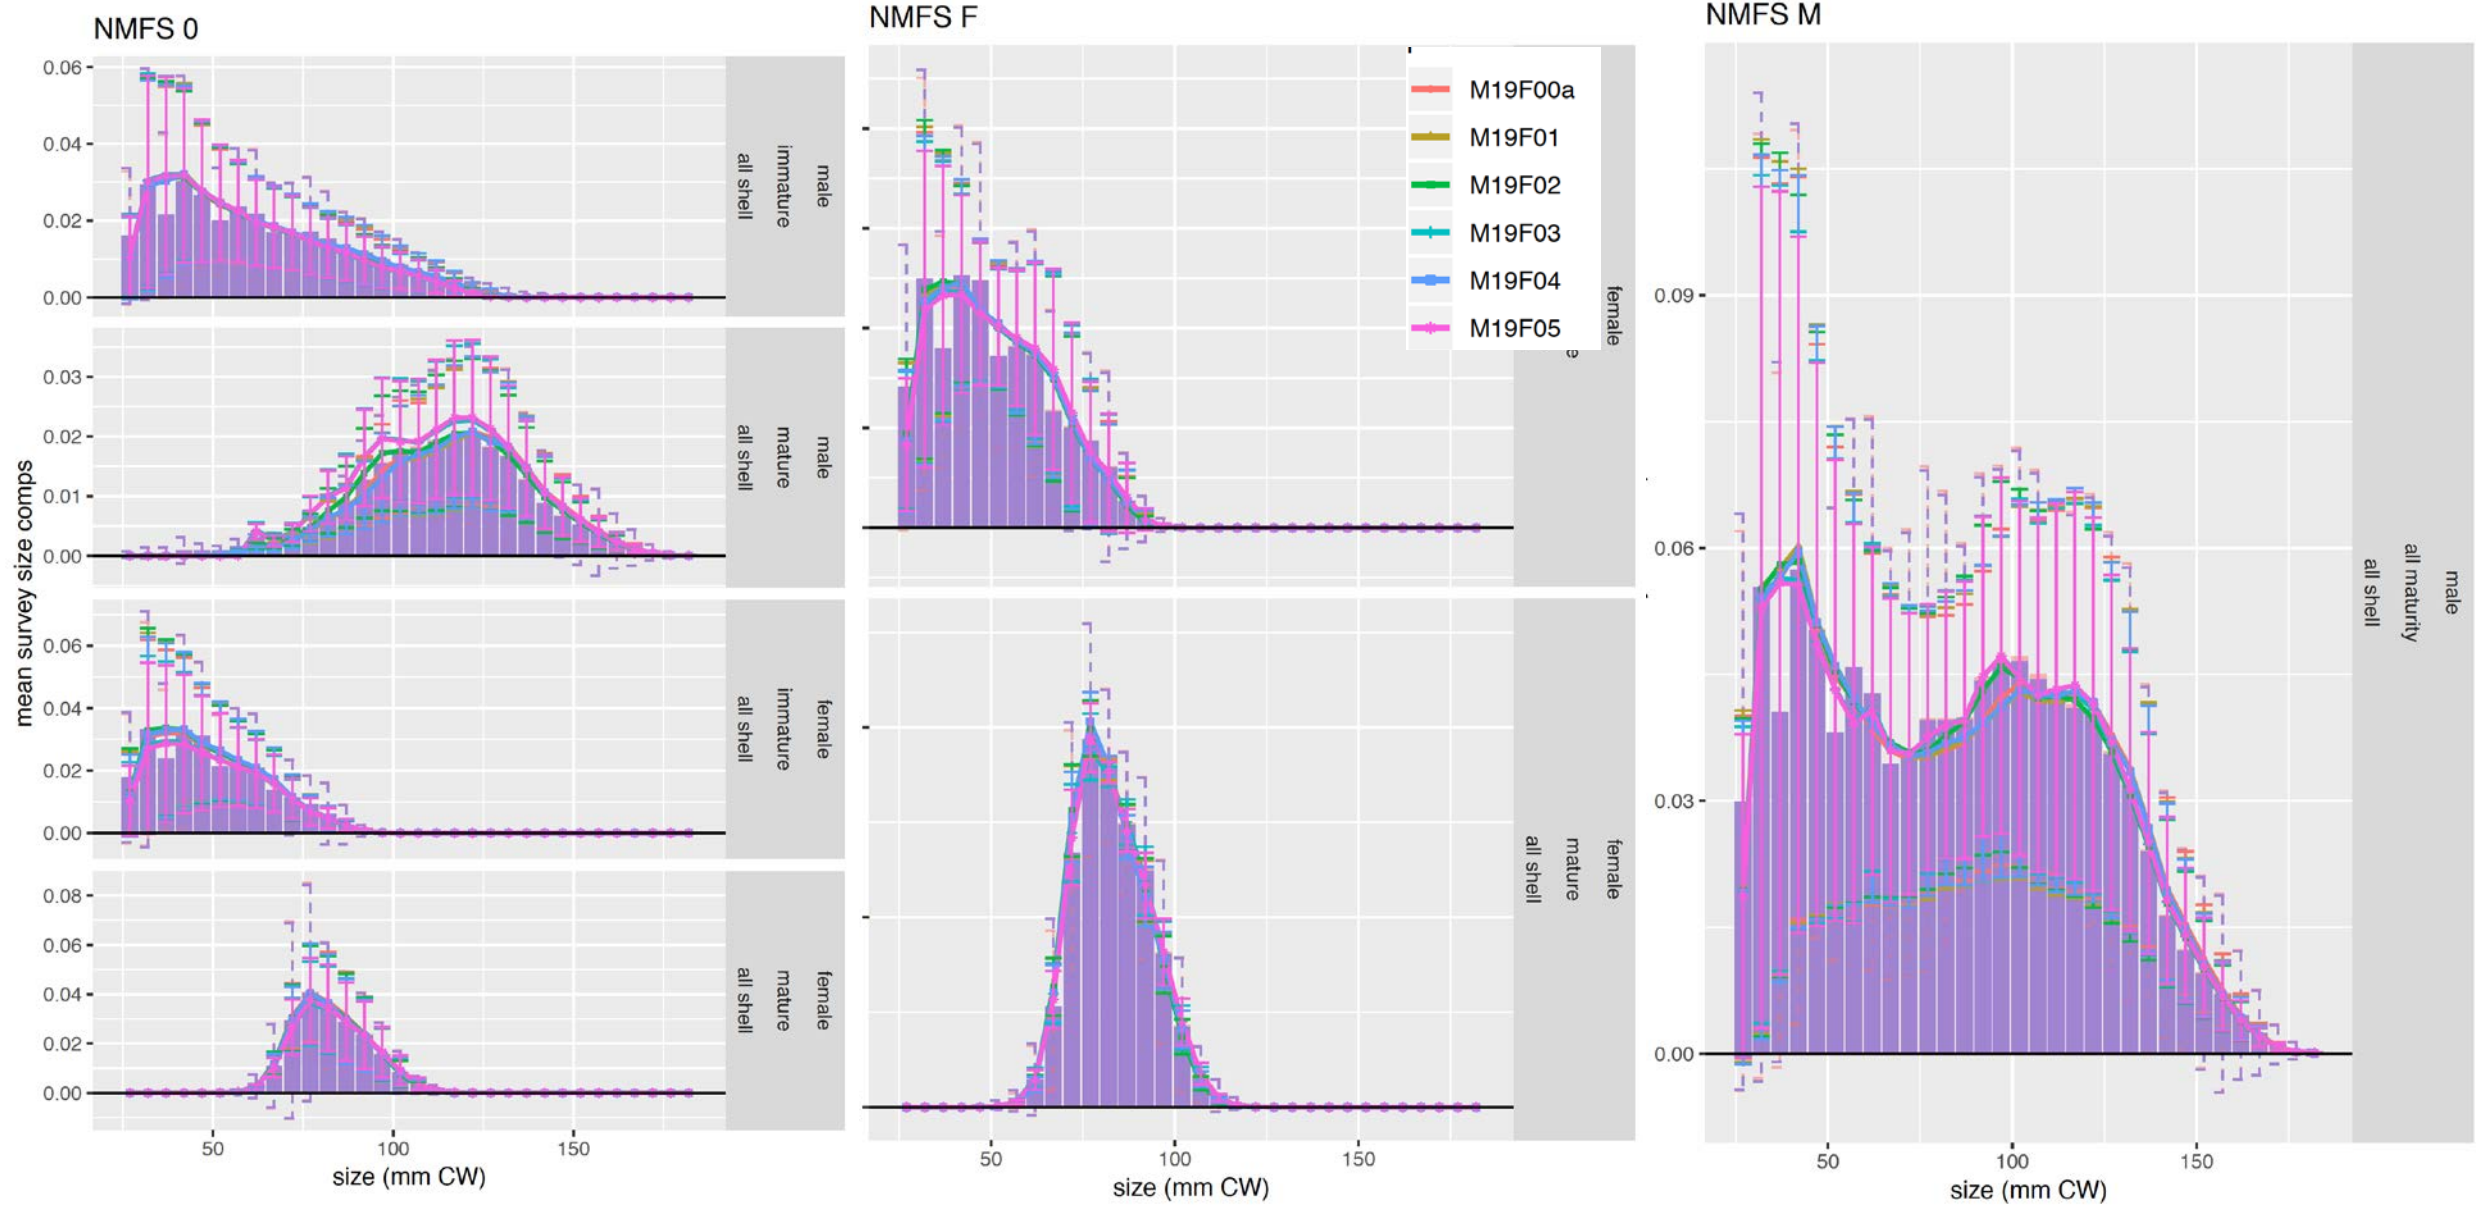 NMFS 0
NMFS F
NMFS M
mean survey size comps
0.06
0.04
0.02
0.00
male
immature
all shell
0.03
0.02
0.01
0.00
male
mature
all shell
0.06
0.04
0.02
0.00
female
immature
all shell
0.08
0.06
0.04
0.02
0.00
female
mature
all shell
50 100 150
size (mm CW)
M19F00a
M19F01
M19F02
M19F03
M19F04
M19F05
female
e
female
mature
all shell
50 100 150
size (mm CW)
0.09
0.06
0.03
0.00
male
all maturity
all shell
50 100 150
size (mm CW)